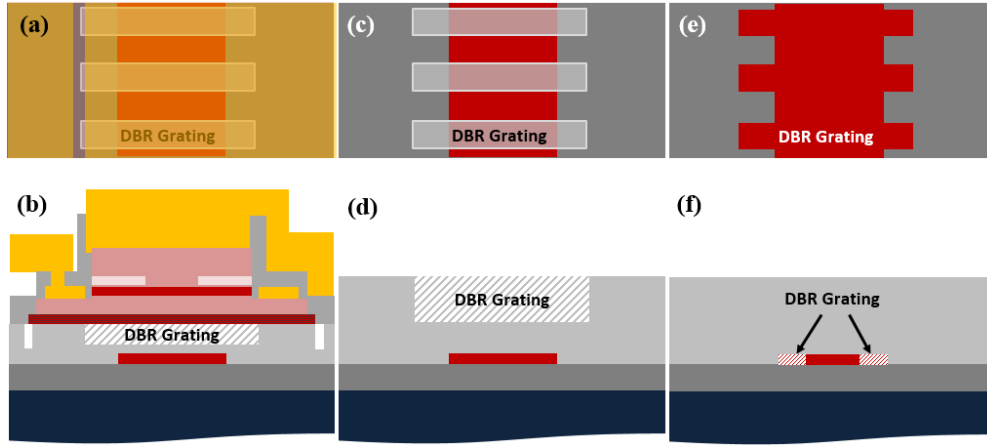 (a)
DBR Grating
(c)
DBR Grating
(e)
DBR Grating
(b)
DBR Grating
(d)
DBR Grating
(f)
DBR Grating